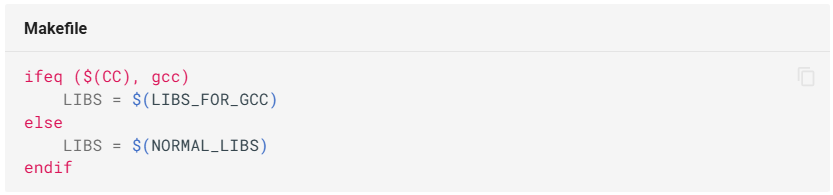 Makefile
ifeq ($(CC), gcc)
    LIBS = $(LIBS_FOR_GCC)
else
    LIBS = $(NORMAL_LIBS)
endif